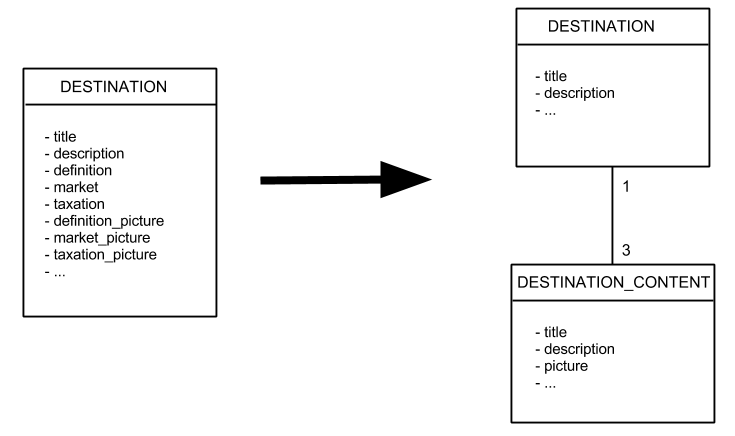 DESTINATION
- title
- description
- definition
- market
- taxation
- definition_picture
- market_picture
- taxation_picture
- ...
DESTINATION
- title
- description
- ...
1
3
DESTINATION_CONTENT
- title
- description
- picture
- ...